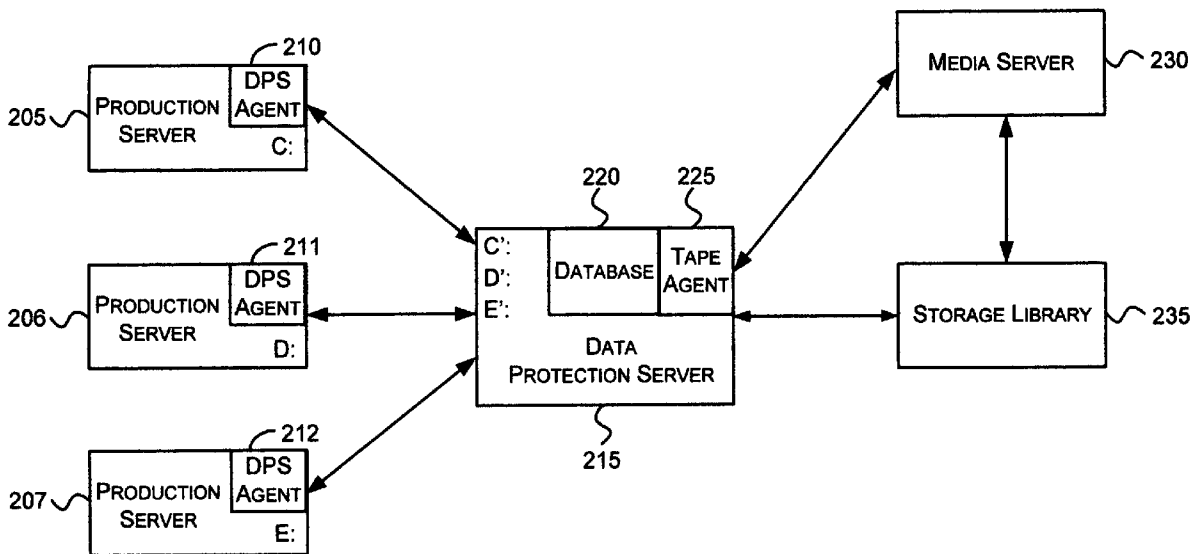 210
DPS
AGENT
PRODUCTION
SERVER
C:
205
211
DPS
AGENT
PRODUCTION
SERVER
D:
206
212
DPS
AGENT
PRODUCTION
SERVER
E:
207
220
225
C':
D':
E':
DATABASE
TAPE
AGENT
DATA
PROTECTION SERVER
215
MEDIA SERVER
230
STORAGE LIBRARY
235